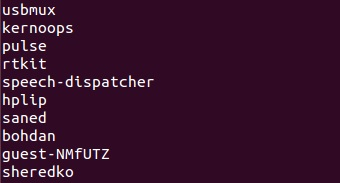 usbmux
kernoops
pulse
rtkit
speech-dispatcher
hplip
saned
bohdan
guest-NMfUTZ
sheredko